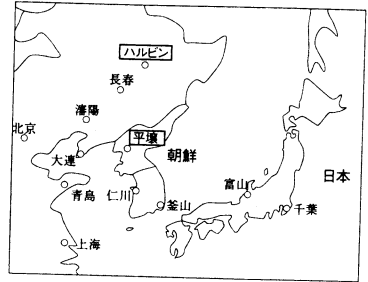 ハルビン
長春
瀋陽
北京
平壌
大連
朝鮮
日本
富山
青島
仁川
釜山
千葉
上海